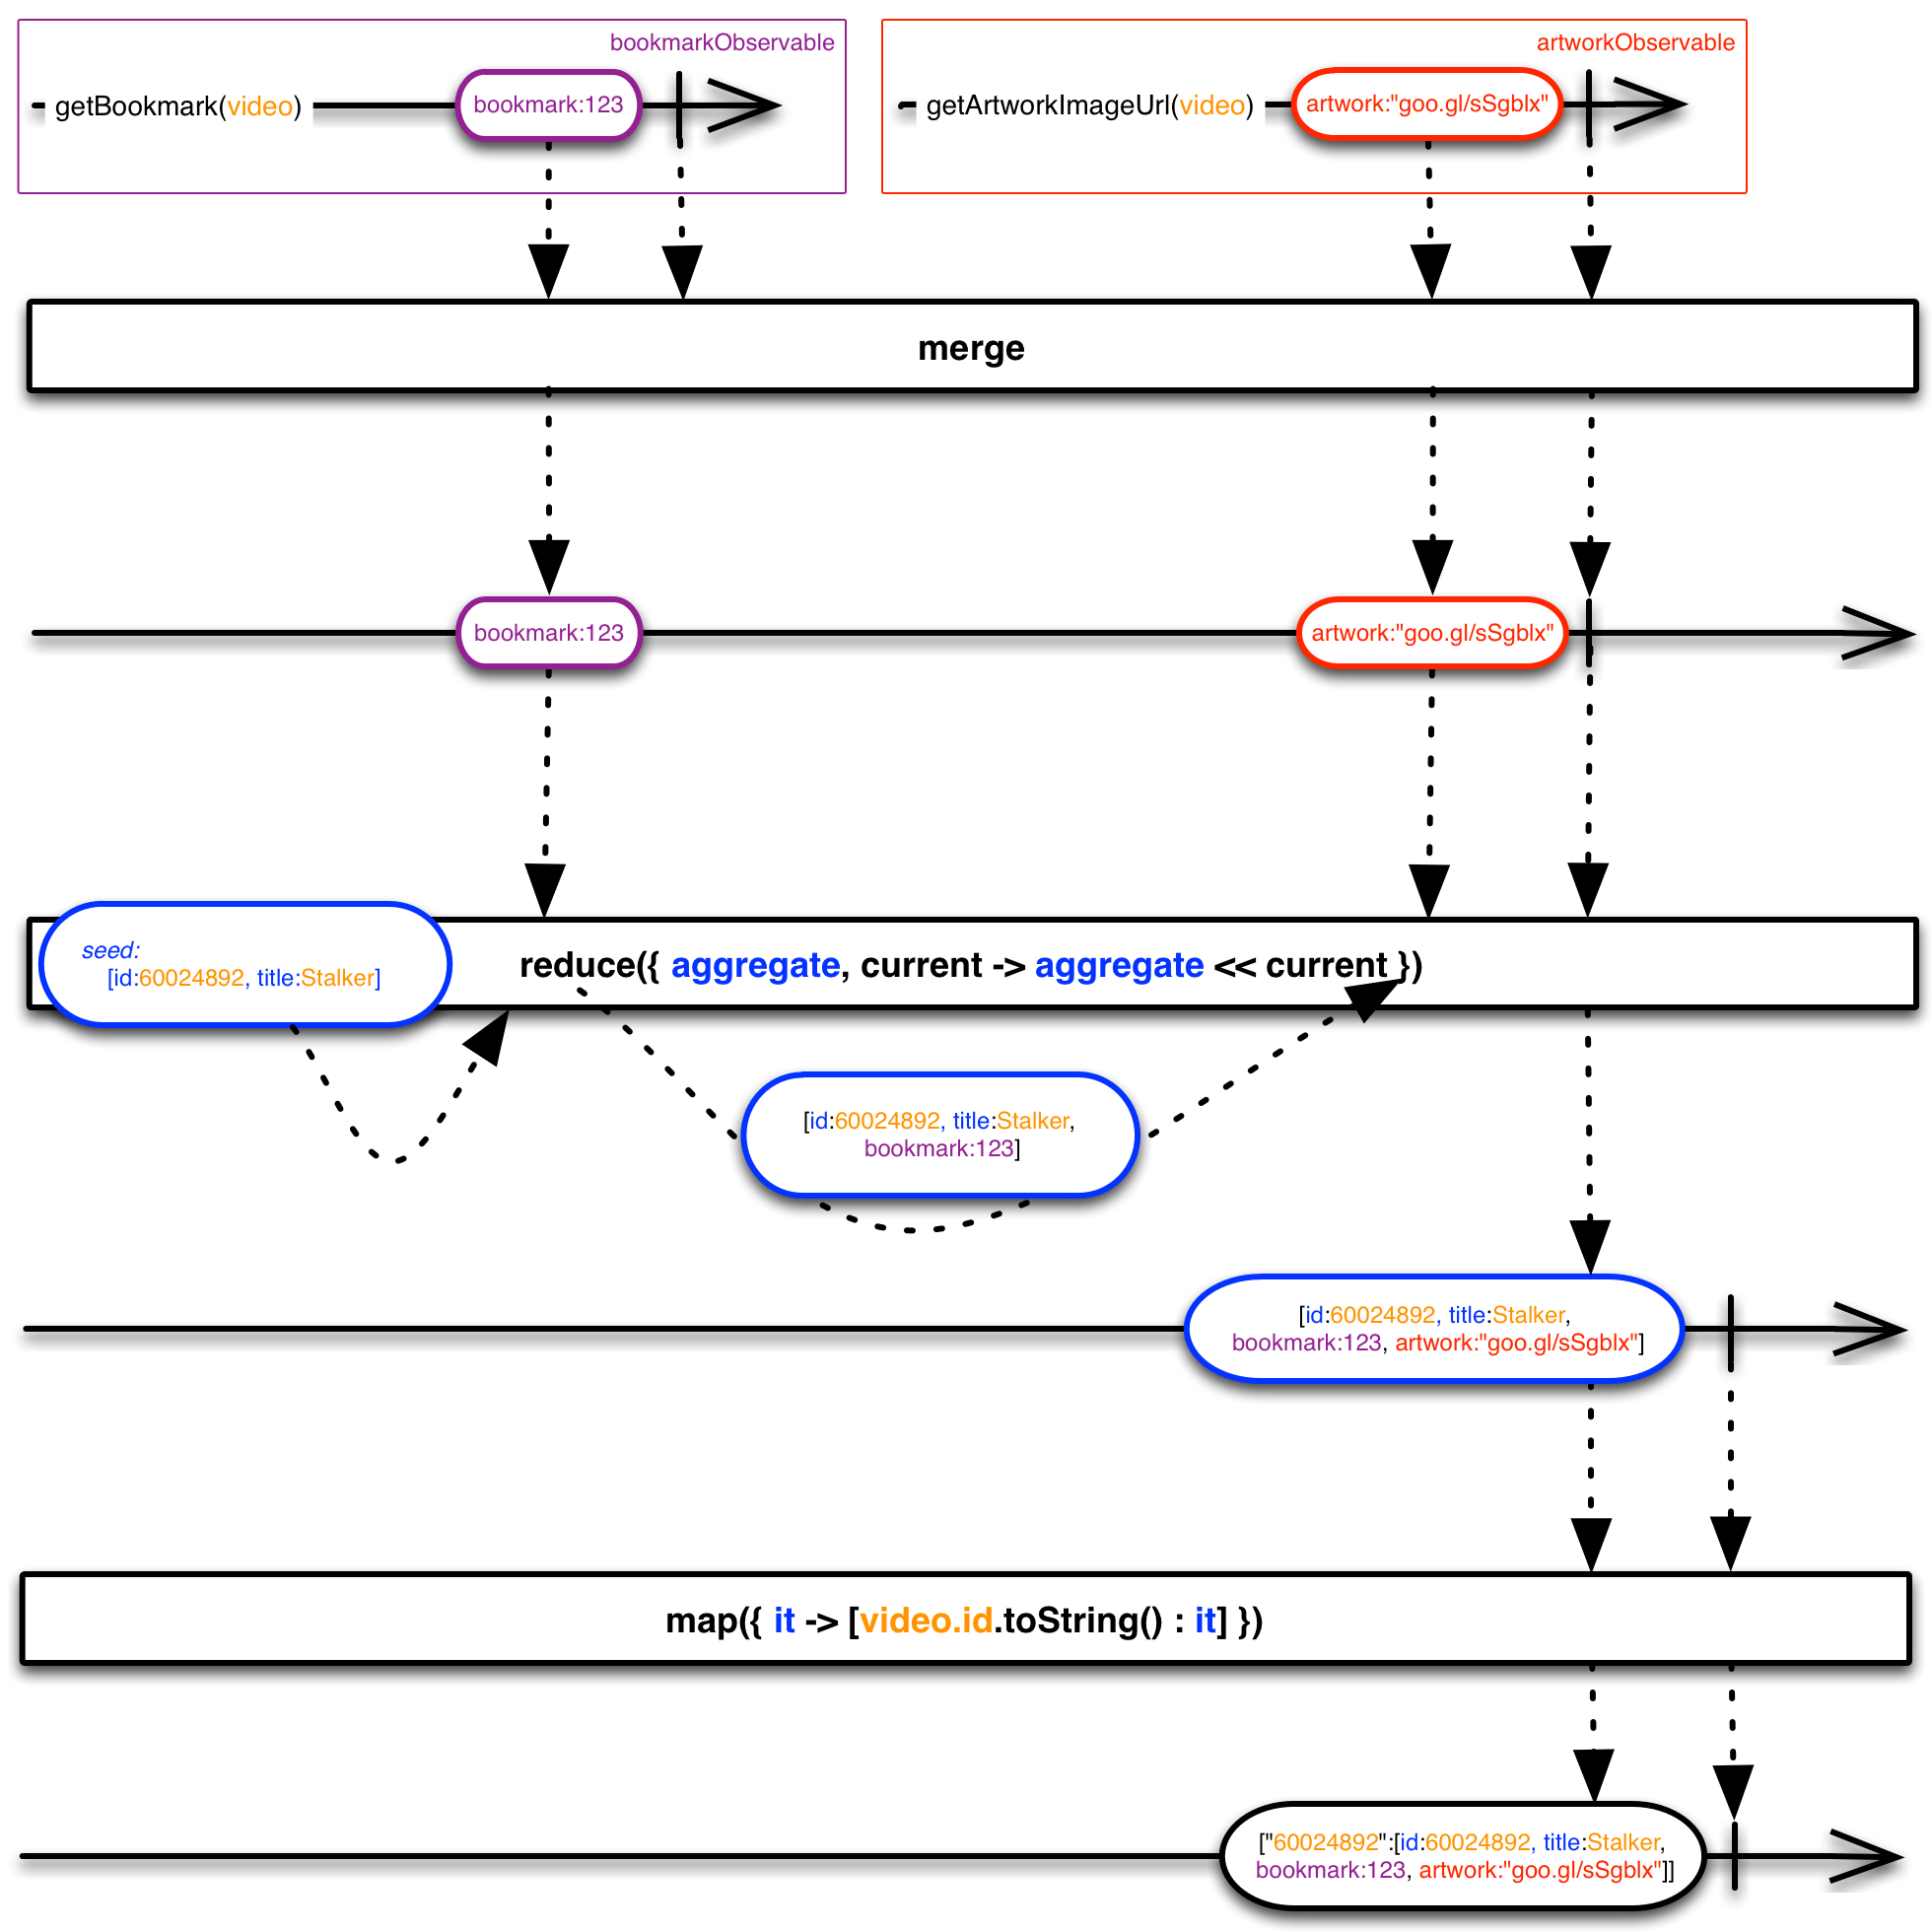 bookmarkObservable
getBookmark(video)
bookmark:123
artworkObservable
getArtworkImageUrl(video)
artwork:"goo.gl/sSgblx"
merge
bookmark:123
artwork:"goo.gl/sSgblx"
seed:
[id:60024892, title:Stalker]
reduce({ aggregate, current -> aggregate << current })
[id:60024892, title:Stalker,
bookmark:123]
[id:60024892, title:Stalker,
bookmark:123, artwork:"goo.gl/sSgblx"]
map({ it -> [video.id.toString() : it] })
["60024892":[id:60024892, title:Stalker,
bookmark:123, artwork:"goo.gl/sSgblx"]]